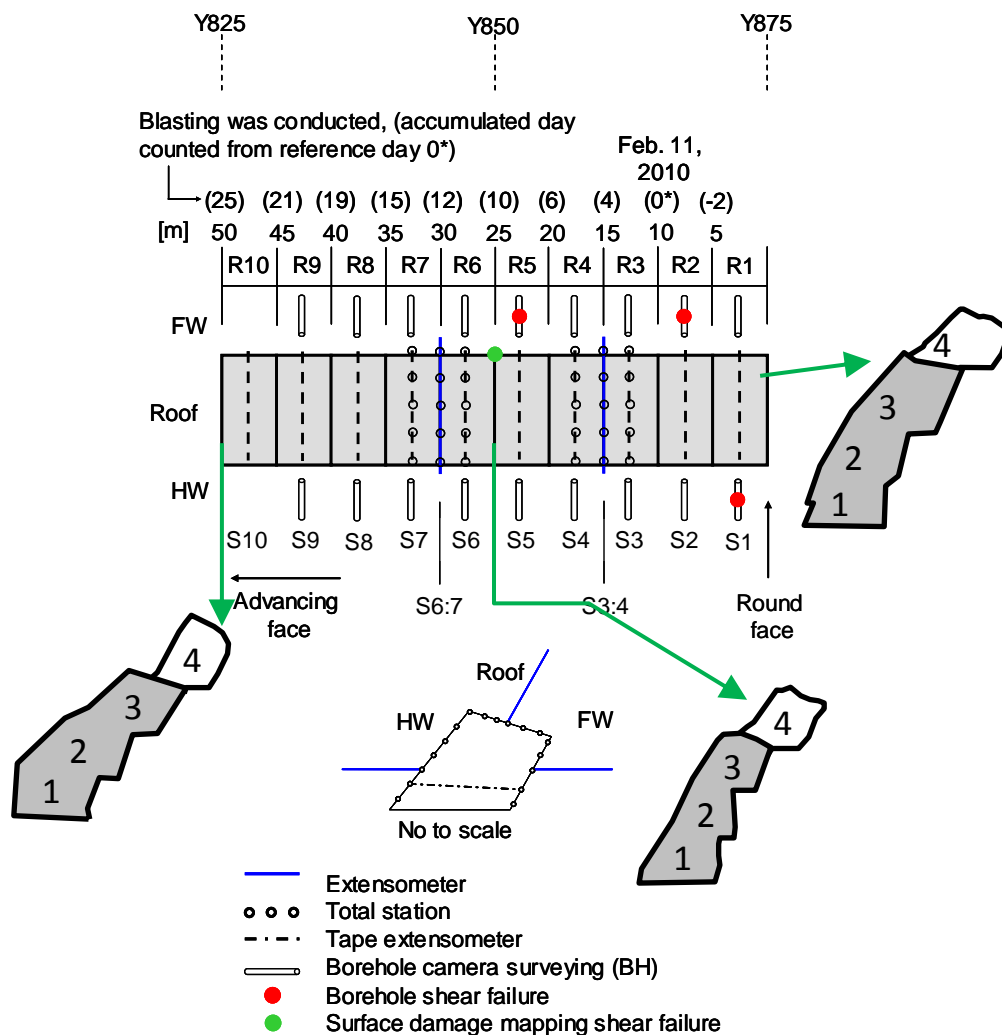 Y825 Y850 Y875
Blasting was conducted, (accumulated day
counted from reference day 0*)
Feb. 11,
2010
(25) (21) (19) (15) (12) (10) (6) (4) (0*) (-2)
[m] 50 45 40 35 30 25 20 15 10 5
R10 R9 R8 R7 R6 R5 R4 R3 R2 R1
FW
4
3
2
1
Roof
HW
S10 S9 S8 S7 S6 S5 S4 S3 S2 S1
Advancing
face
S6:7 S3:4
Round
face
4
3
2
1
Roof
HW FW
No to scale
4
3
2
1
Extensometer
Total station
Tape extensometer
Borehole camera surveying (BH)
Borehole shear failure
Surface damage mapping shear failure